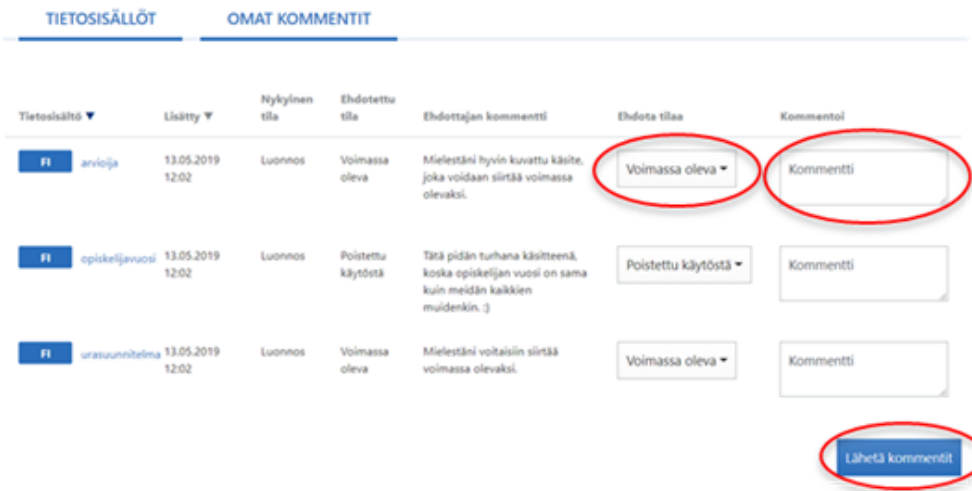 TIETOSISÄLLÖT OMAT KOMMENTIT
Tietosisältö ▼ Lisätty ▼ Nykyinen tila Ehdotettu tila Ehdottajan kommentti Ehdota tilaa Kommentoi
FI arvioija 13.05.2019 Luonnos Voimassa Mielestäni hyvin kuvattu käsite, Voimassa oleva Kommentti
12:02 oleva joka voidaan siirtää voimassa
olevaksi.
FI opiskelijavuosi 13.05.2019 Luonnos Poistettu Tätä pidän turhana käsitteenä, Poistettu käytöstä Kommentti
12:02 käytöstä koska opiskelijan vuosi on sama
kuin meidän kaikkien
muidenkin. :)
FI urasuunnitelma 13.05.2019 Luonnos Voimassa Mielestäni voitaisiin siirtää Voimassa oleva Kommentti
12:02 oleva voimassa olevaksi.
Lähetä kommentit